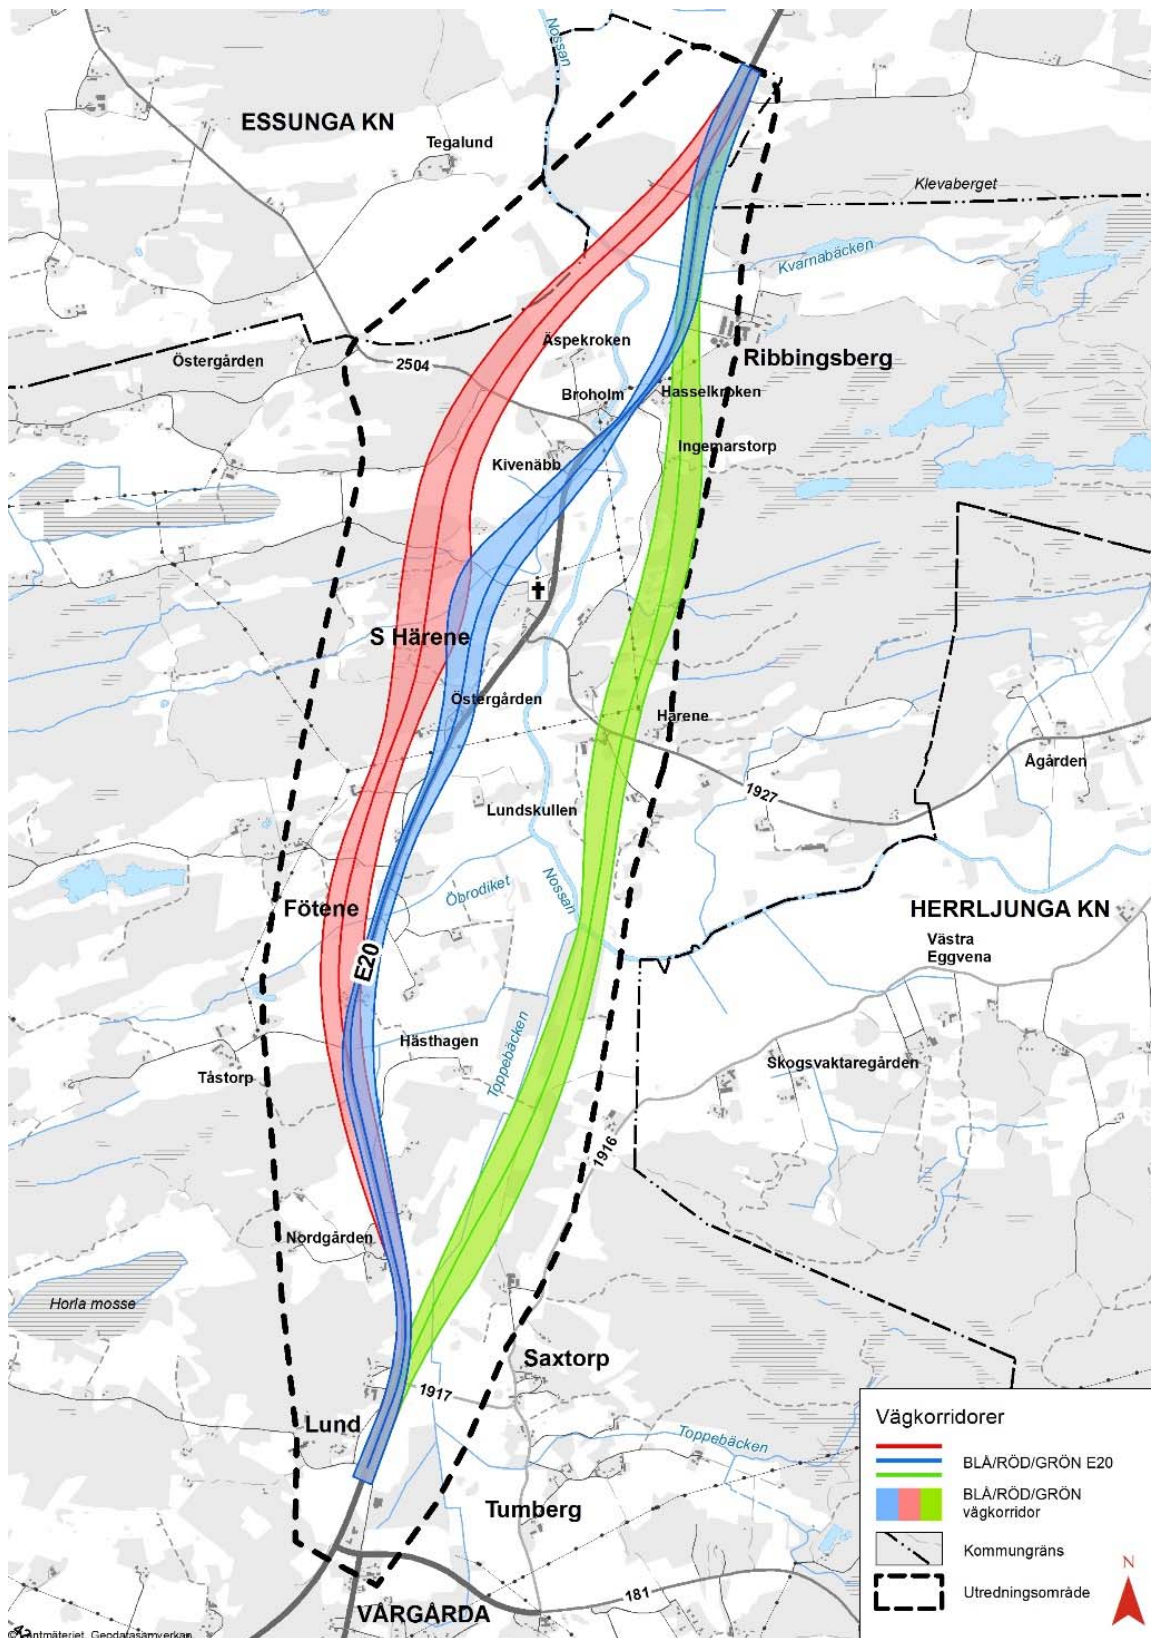 Nossan
ESSUNGA KN
Tegalund
Klevaberget
Kvarnabäcken
Äspekroken
Östergården
2504
Ribbingsberg
Broholm
Hasselkroken
Ingemarstorp
Kivenäbb
S Härene
Östergården
Härene
Ågården
1927
Lundskullen
Öbrodiket
Nossan
Fötene
HERRLJUNGA KN
Västra
Eggvena
E20
Hästhagen
Toppebäcken
Skogsvaktaregården
Tåstorp
1916
Nordgården
Horla mosse
Saxtorp
1917
Lund
Toppebäcken
Tumberg
181
VÅRGÅRDA
Vägkorridorer
BLÅ/RÖD/GRÖN E20
BLÅ/RÖD/GRÖN
vägkorridor
Kommungräns
Utredningsområde
N
Geodatasamverkan